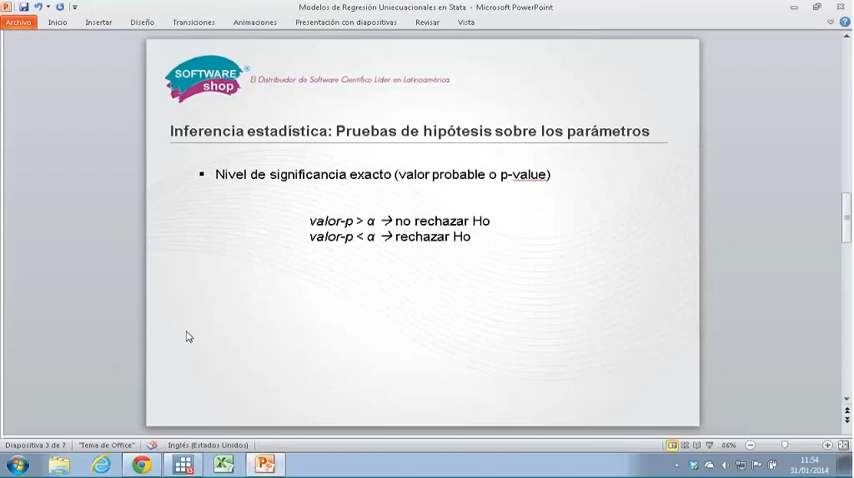 Modelos de Regresión Uniecuacionales en Stata - Microsoft PowerPoint
Archivo Inicio Insertar Diseño Transiciones Animaciones Presentación con diapositivas Revisar Vista
SOFTWARE
shop
El Distribuidor de Software Científico Líder en Latinoamérica
Inferencia estadística: Pruebas de hipótesis sobre los parámetros
▪ Nivel de significancia exacto (valor probable o p-value)
valor-p > α → no rechazar Ho
valor-p < α → rechazar Ho
Diapositiva 3 de 7 "Tema de Office" Inglés (Estados Unidos) 86%
11:54
31/01/2014